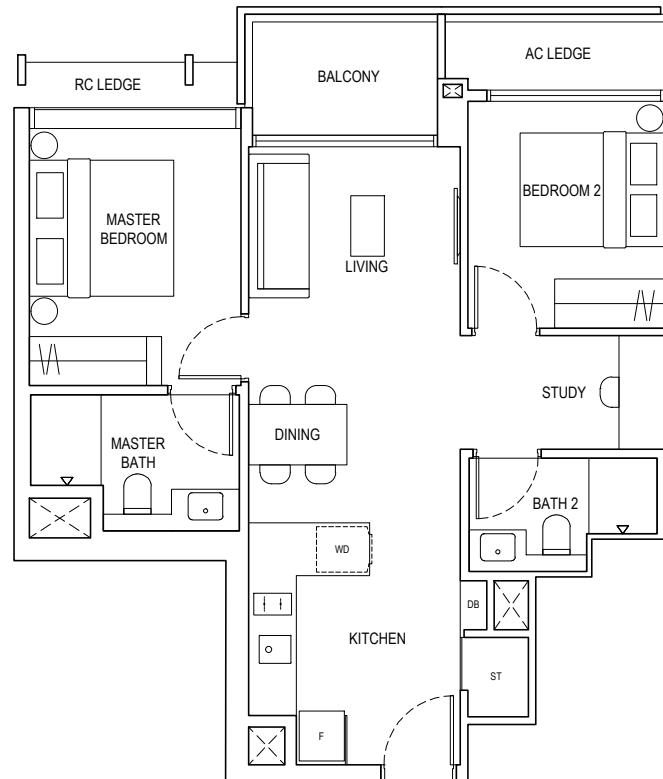 AC LEDGE
BALCONY
RC LEDGE
BEDROOM 2
MASTER
BEDROOM
LIVING
STUDY
DINING
MASTER
BATH
BATH 2
WD
DB
KITCHEN
ST
F